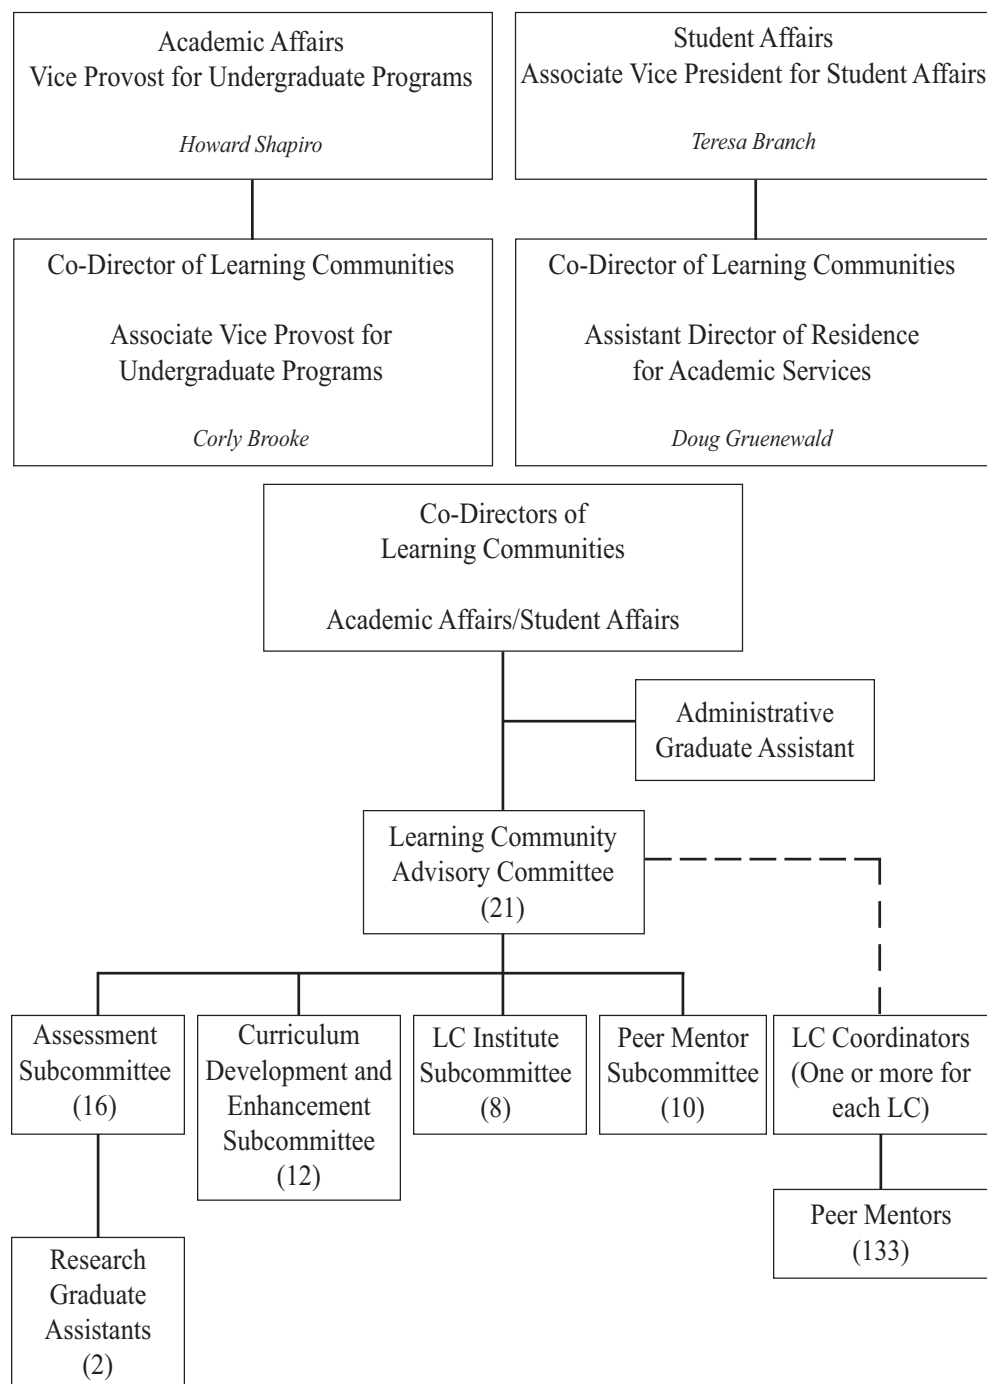 Academic Affairs
Vice Provost for Undergraduate Programs
Howard Shapiro
Student Affairs
Associate Vice President for Student Affairs
Teresa Branch
Co-Director of Learning Communities
Associate Vice Provost for
Undergraduate Programs
Corly Brooke
Co-Director of Learning Communities
Assistant Director of Residence
for Academic Services
Doug Gruenewald
Co-Directors of
Learning Communities
Academic Affairs/Student Affairs
Administrative
Graduate Assistant
Learning Community
Advisory Committee
(21)
Assessment
Subcommittee
(16)
Curriculum
Development and
Enhancement
Subcommittee
(12)
LC Institute
Subcommittee
(8)
Peer Mentor
Subcommittee
(10)
LC Coordinators
(One or more for
each LC)
Research
Graduate
Assistants
(2)
Peer Mentors
(133)